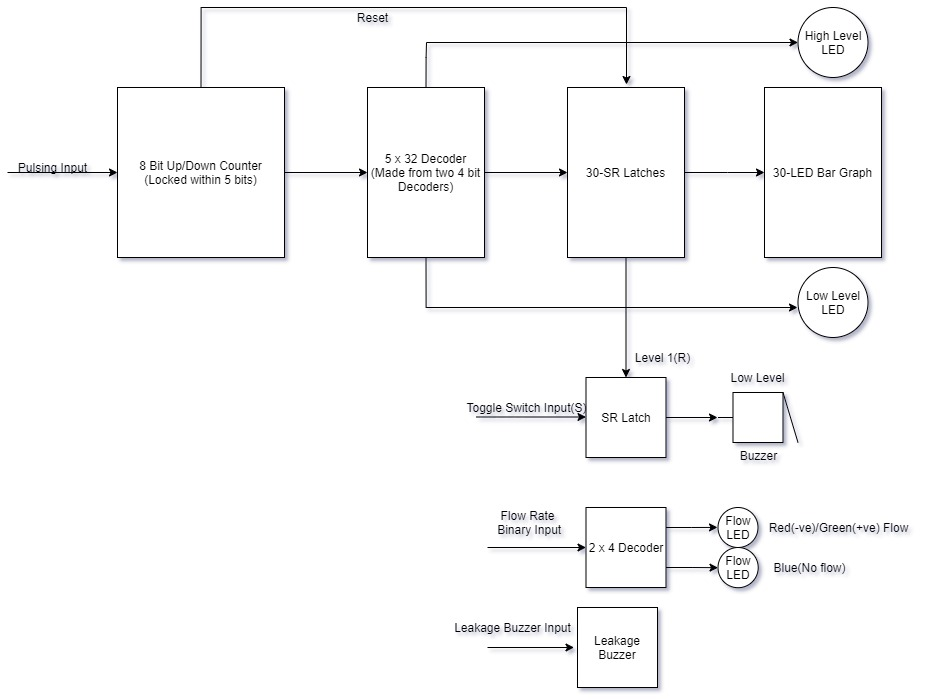 Reset
High Level
LED
Pulsing Input
8 Bit Up/Down Counter
(Locked within 5 bits)
5 x 32 Decoder
(Made from two 4 bit
Decoders)
30-SR Latches
30-LED Bar Graph
Low Level
LED
Level 1(R)
Toggle Switch Input(S)
SR Latch
Low Level
Buzzer
Flow Rate
Binary Input
2 x 4 Decoder
Flow
LED
Red(-ve)/Green(+ve) Flow
Flow
LED
Blue(No flow)
Leakage Buzzer Input
Leakage
Buzzer